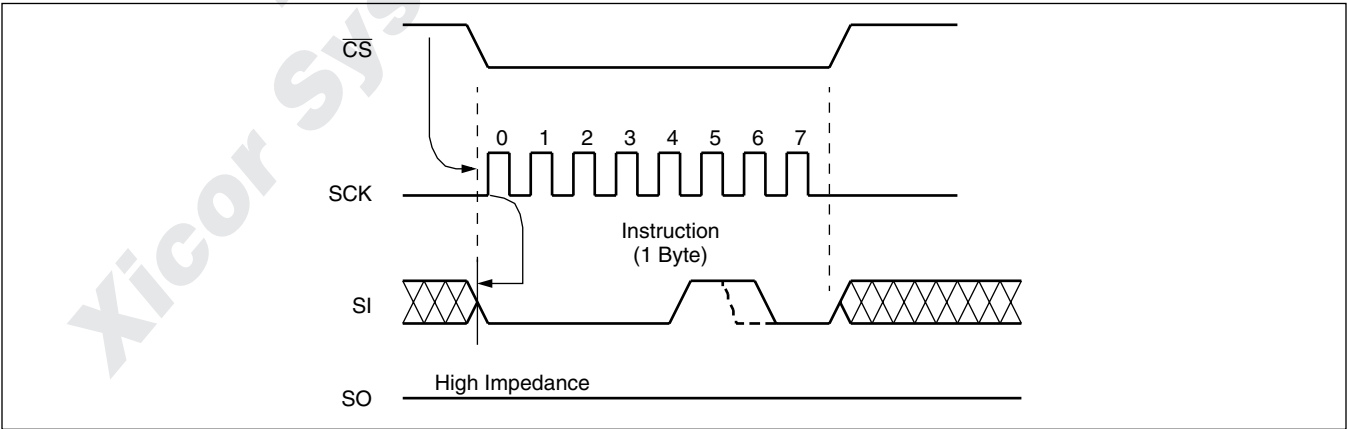 Xicor Sys
CS
0 1 2 3 4 5 6 7
SCK
Instruction
(1 Byte)
SI
High Impedance
SO